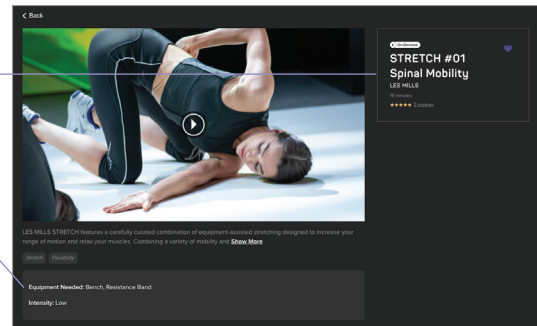 Back
On-Demand
STRETCH #01
Spinal Mobility
LES MILLS
16 minutes
2 reviews
LES MILLS STRETCH features a carefully curated combination of equipment-assisted stretching designed to increase your
range of motion and relax your muscles. Combining a variety of mobility and Show More
Stretch Flexibility
Equipment Needed: Bench, Resistance Band
Intensity: Low